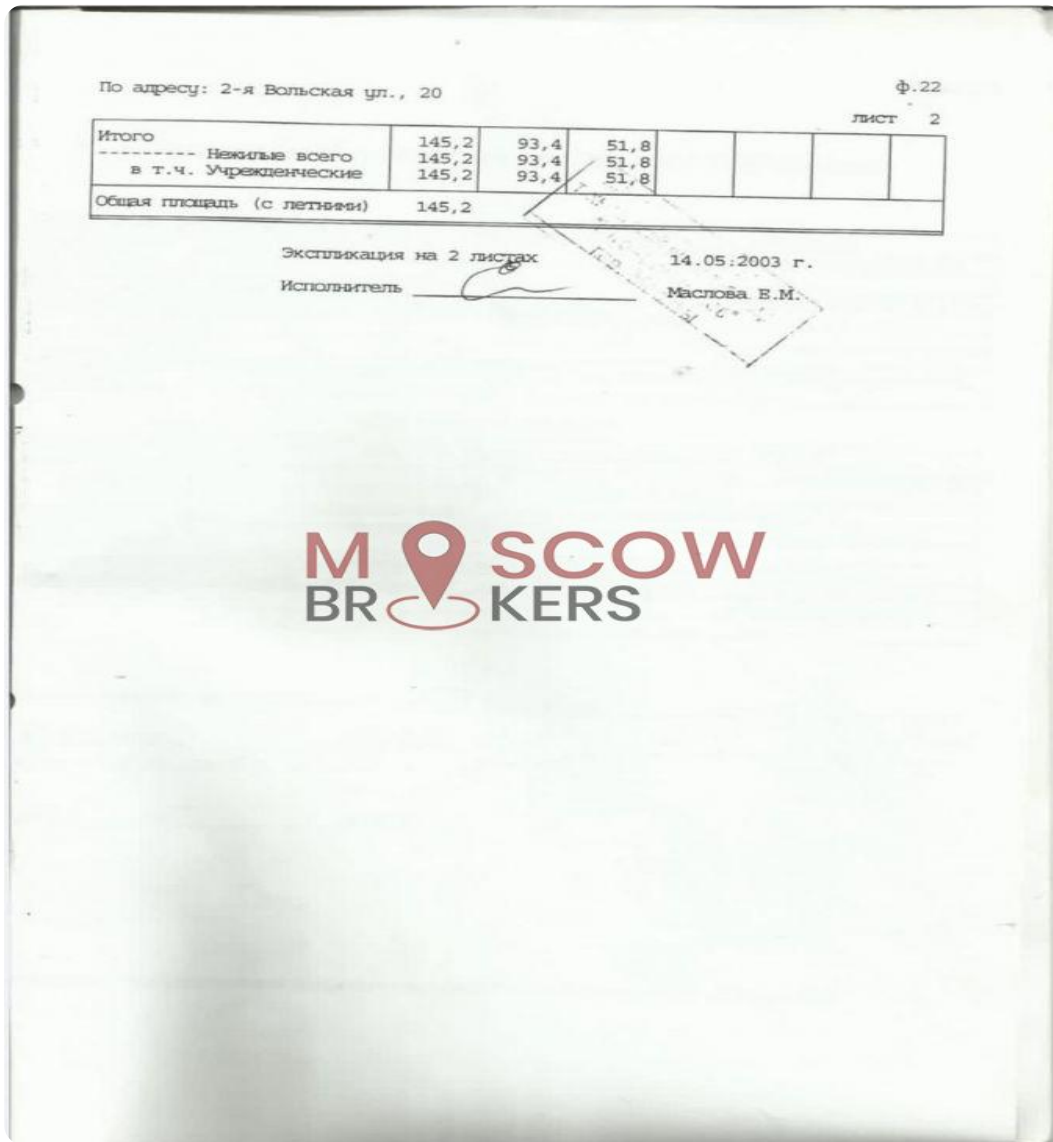 По адресу: 2-я Вольская ул., 20
ф.22
лист 2
Итого 145,2 93,4 51,8
--------- Нежилые всего 145,2 93,4 51,8
в т.ч. Учрежденческие 145,2 93,4 51,8
Общая площадь (с летними) 145,2
Экспликация на 2 листах 14.05.2003 г.
Исполнитель Маслова Е.М.
MOSCOW
BROKERS